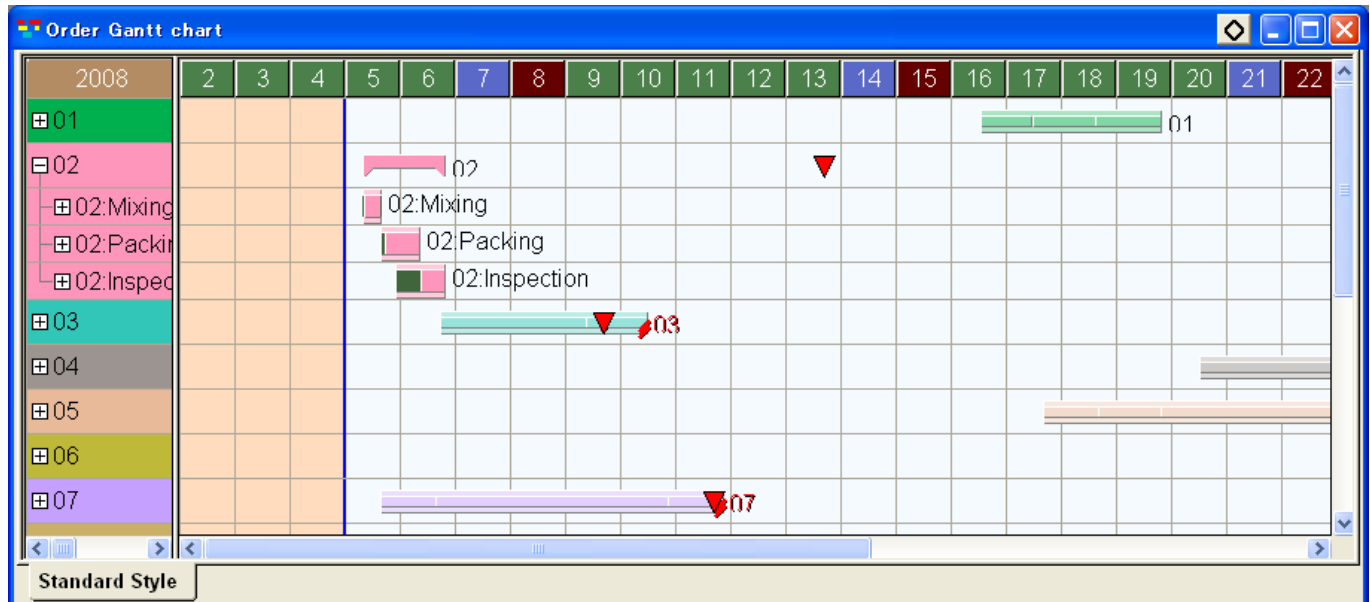 Order Gantt chart
2008 2 3 4 5 6 7 8 9 10 11 12 13 14 15 16 17 18 19 20 21 22
01 01
02 02
02:Mixing 02:Mixing
02:Packin 02:Packing
02:Inspec 02:Inspection
03 03
04
05
06
07 07
Standard Style